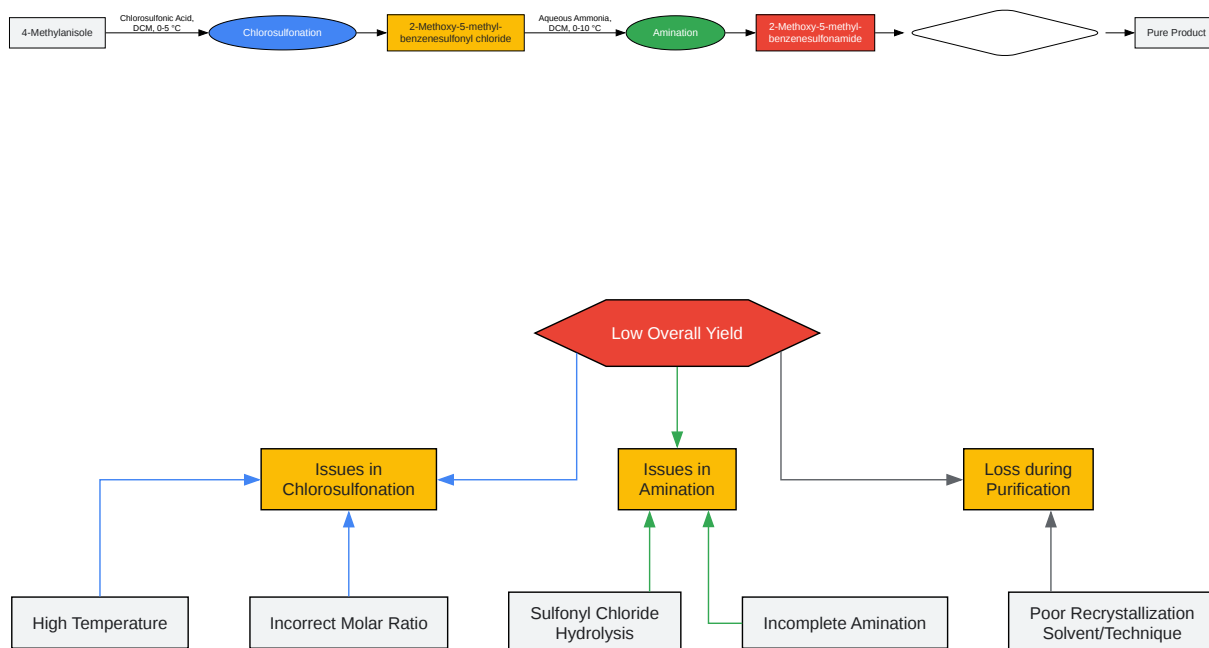 4-Methylanisole
Chlorosulfonic Acid,
DCM, 0-5 °C
Chlorosulfonation
2-Methoxy-5-methyl-
benzenesulfonyl chloride
Aqueous Ammonia,
DCM, 0-10 °C
Amination
2-Methoxy-5-methyl-
benzenesulfonamide
Pure Product
Low Overall Yield
Issues in
Chlorosulfonation
Issues in
Amination
Loss during
Purification
High Temperature
Incorrect Molar Ratio
Sulfonyl Chloride
Hydrolysis
Incomplete Amination
Poor Recrystallization
Solvent/Technique